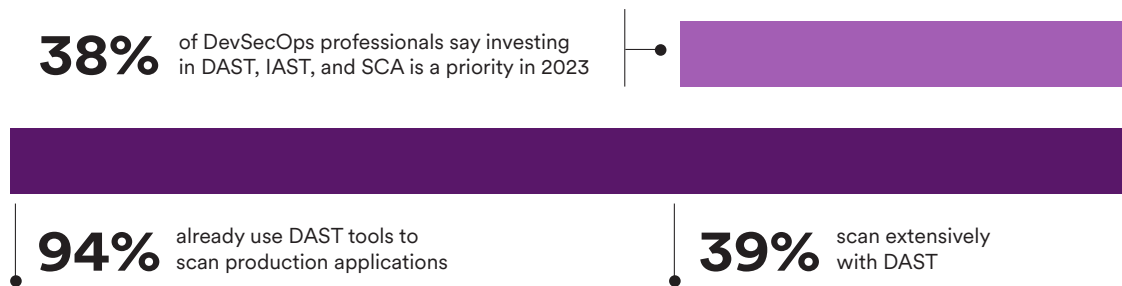 38% of DevSecOps professionals say investing
in DAST, IAST, and SCA is a priority in 2023
94% already use DAST tools to
scan production applications
39% scan extensively
with DAST